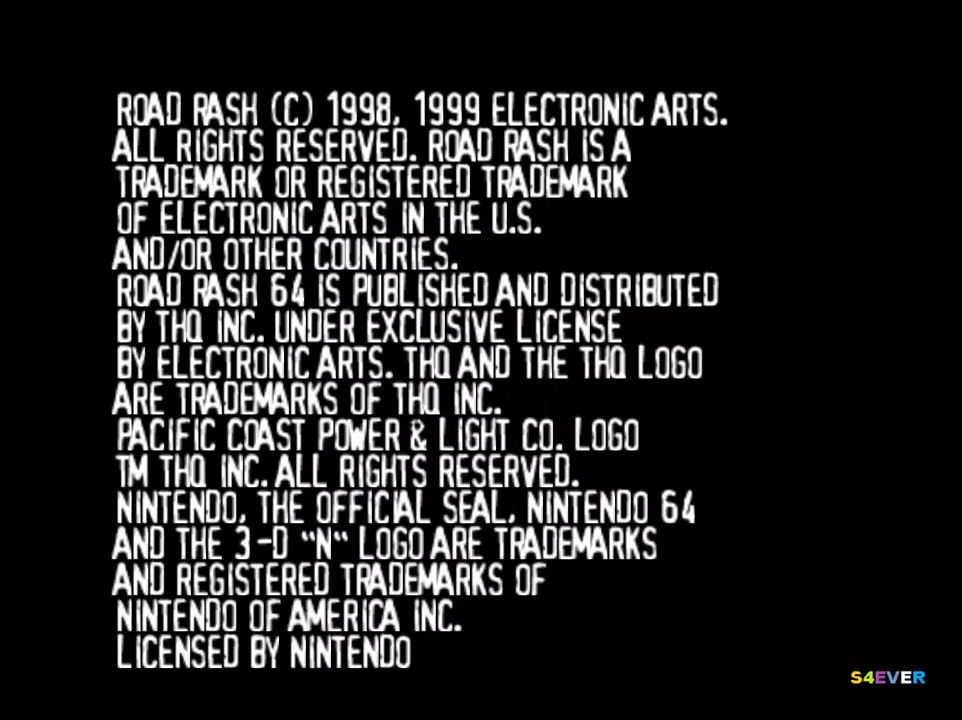 ROAD RASH (C) 1998, 1999 ELECTRONIC ARTS.
ALL RIGHTS RESERVED. ROAD RASH IS A
TRADEMARK OR REGISTERED TRADEMARK
OF ELECTRONIC ARTS IN THE U.S.
AND/OR OTHER COUNTRIES.
ROAD RASH 64 IS PUBLISHED AND DISTRIBUTED
BY THQ INC. UNDER EXCLUSIVE LICENSE
BY ELECTRONIC ARTS. THQ AND THE THQ LOGO
ARE TRADEMARKS OF THQ INC.
PACIFIC COAST POWER & LIGHT CO. LOGO
TM THQ INC. ALL RIGHTS RESERVED.
NINTENDO, THE OFFICIAL SEAL, NINTENDO 64
AND THE 3-D "N" LOGO ARE TRADEMARKS
AND REGISTERED TRADEMARKS OF
NINTENDO OF AMERICA INC.
LICENSED BY NINTENDO
S4EVER